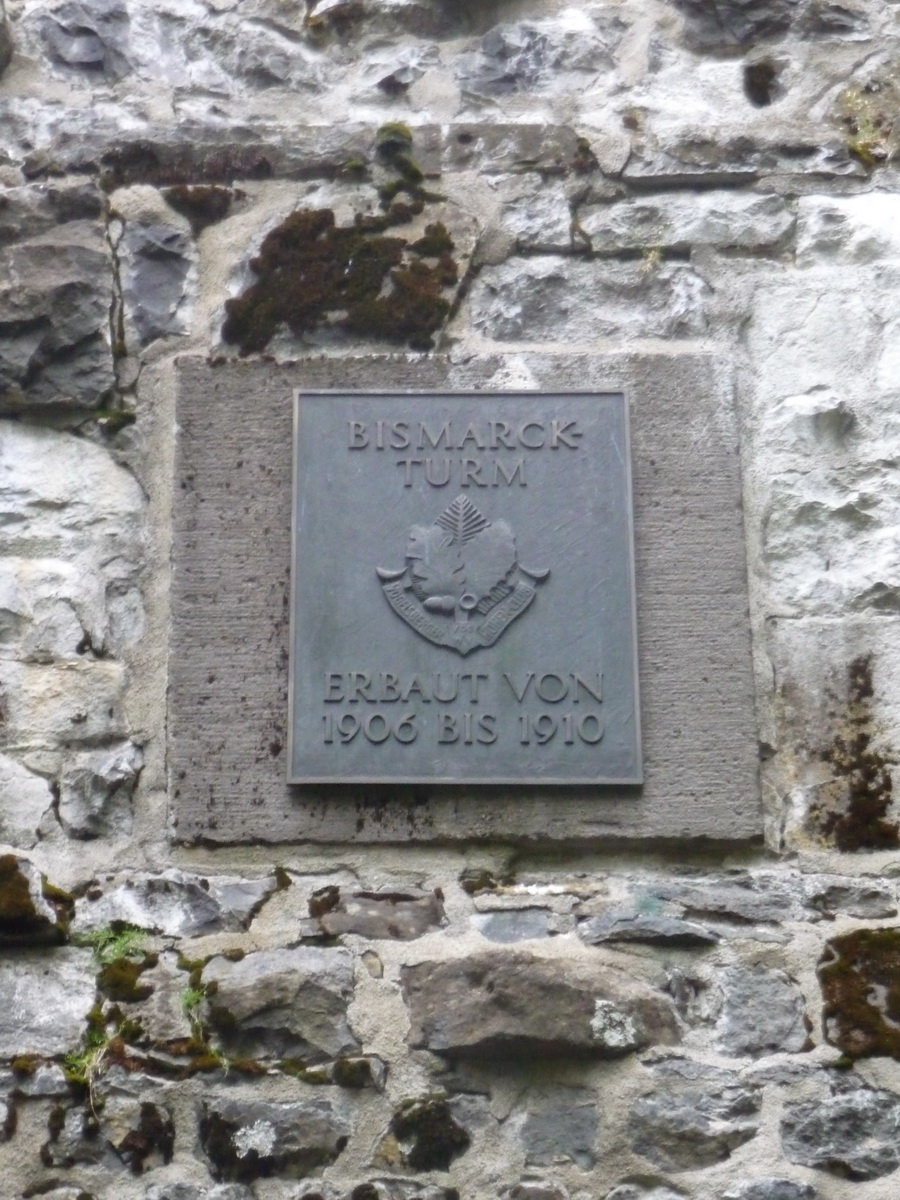 BISMARCK-
TURM
ERBAUT VON
1906 BIS 1910